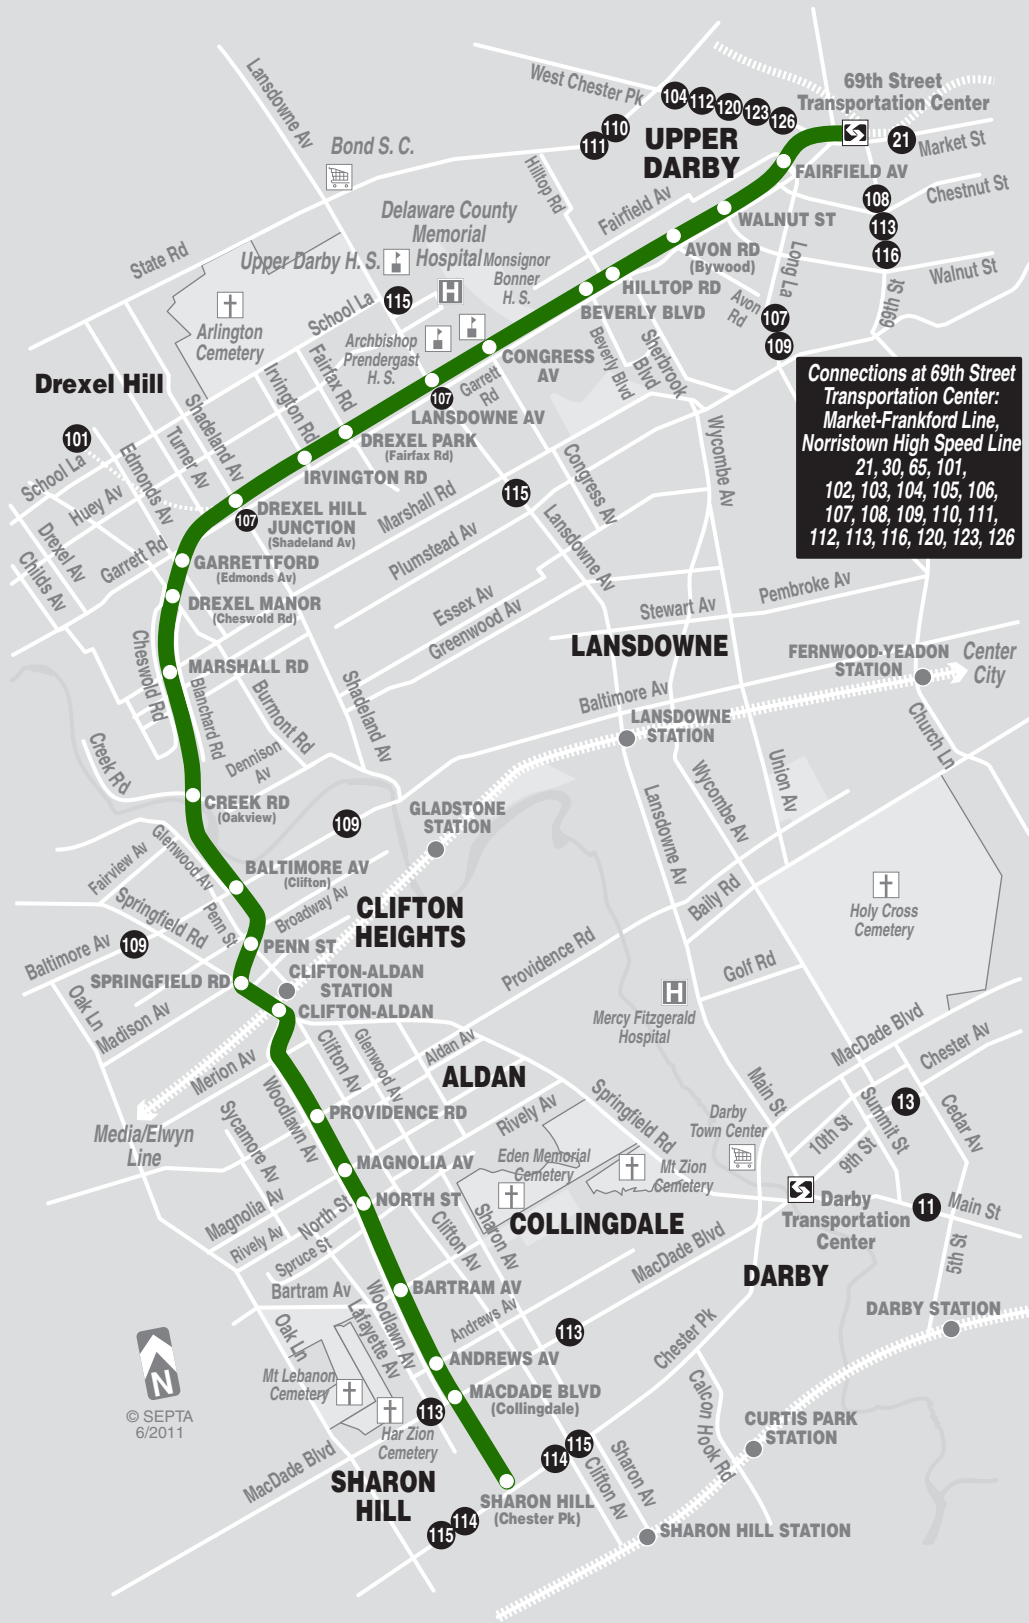 69th Street
Transportation Center
West Chester Pk
104
112
120
123
126
110
111
UPPER
DARBY
21
Market St
Lansdowne Av
Bond S. C.
Hilltop Rd
FAIRFIELD AV
Chestnut St
108
113
116
Fairfield Av
WALNUT ST
Delaware County
Memorial
Hospital
State Rd
Upper Darby H. S.
Monsignor
Bonner
H. S.
AVON RD
(Bywood)
Long La
Walnut St
HILLTOP RD
69th St
School La
115
Avon
Rd
BEVERLY BLVD
107
109
Arlington
Cemetery
Archbishop
Prendergast
H. S.
Beverly Blvd
Sherbrook
Blvd
CONGRESS
AV
Fairfax Rd
Irvington Rd
Garrett
Rd
107
LANSDOWNE AV
Connections at 69th Street
Transportation Center:
Market-Frankford Line,
Norristown High Speed Line
21, 30, 65, 101,
102, 103, 104, 105, 106,
107, 108, 109, 110, 111,
112, 113, 116, 120, 123, 126
Drexel Hill
Shadeland Av
Turner Av
Edmonds Av
101
School La
Huey Av
DREXEL PARK
(Fairfax Rd)
IRVINGTON RD
Wycombe Av
Congress Av
Marshall Rd
115
DREXEL HILL
JUNCTION
(Shadeland Av)
107
Lansdowne Av
Drexel Av
Childs Av
Garrett Rd
GARRETTFORD
(Edmonds Av)
Plumstead Av
DREXEL MANOR
(Cheswold Rd)
Essex Av
Greenwood Av
Stewart Av
Pembroke Av
LANSDOWNE
Cheswold Rd
MARSHALL RD
Blanchard Rd
Burmont Rd
Shadeland Av
FERNWOOD-YEADON
STATION
Center
City
Baltimore Av
LANSDOWNE
STATION
Church Ln
Creek Rd
Dennison
Av
CREEK RD
(Oakview)
Union Av
Wycombe Av
Lansdowne Av
GLADSTONE
STATION
109
Glenwood Av
Fairview Av
BALTIMORE AV
(Clifton)
Broadway Av
Springfield Rd
Penn St
CLIFTON
HEIGHTS
Baily Rd
Holy Cross
Cemetery
109
Baltimore Av
PENN ST
Providence Rd
Golf Rd
SPRINGFIELD RD
CLIFTON-ALDAN
STATION
CLIFTON-ALDAN
Oak Ln
Madison Av
Mercy Fitzgerald
Hospital
MacDade Blvd
Chester Av
Merion Av
Clifton Av
Glenwood Av
Aldan Av
ALDAN
Woodlawn Av
Media/Elwyn
Line
Sycamore Av
PROVIDENCE RD
Rively Av
Springfield Rd
Main St
Darby
Town Center
10th St
9th St
Summit St
13
Cedar Av
MAGNOLIA AV
Eden Memorial
Cemetery
Mt Zion
Cemetery
NORTH ST
Magnolia Av
Rively Av
North St
Spruce St
Clifton Av
Sharon Av
COLLINGDALE
Darby
Transportation
Center
11
Main St
5th St
MacDade Blvd
DARBY
BARTRAM AV
Bartram Av
Woodlawn Av
Lafayette Av
Andrews Av
Oak Ln
DARBY STATION
113
Chester Pk
ANDREWS AV
Mt Lebanon
Cemetery
MACDADE BLVD
(Collingdale)
113
Har Zion
Cemetery
Calcon Hook Rd
CURTIS PARK
STATION
N
© SEPTA
6/2011
MacDade Blvd
SHARON
HILL
115
114
Clifton Av
Sharon Av
SHARON HILL
(Chester Pk)
114
115
SHARON HILL STATION